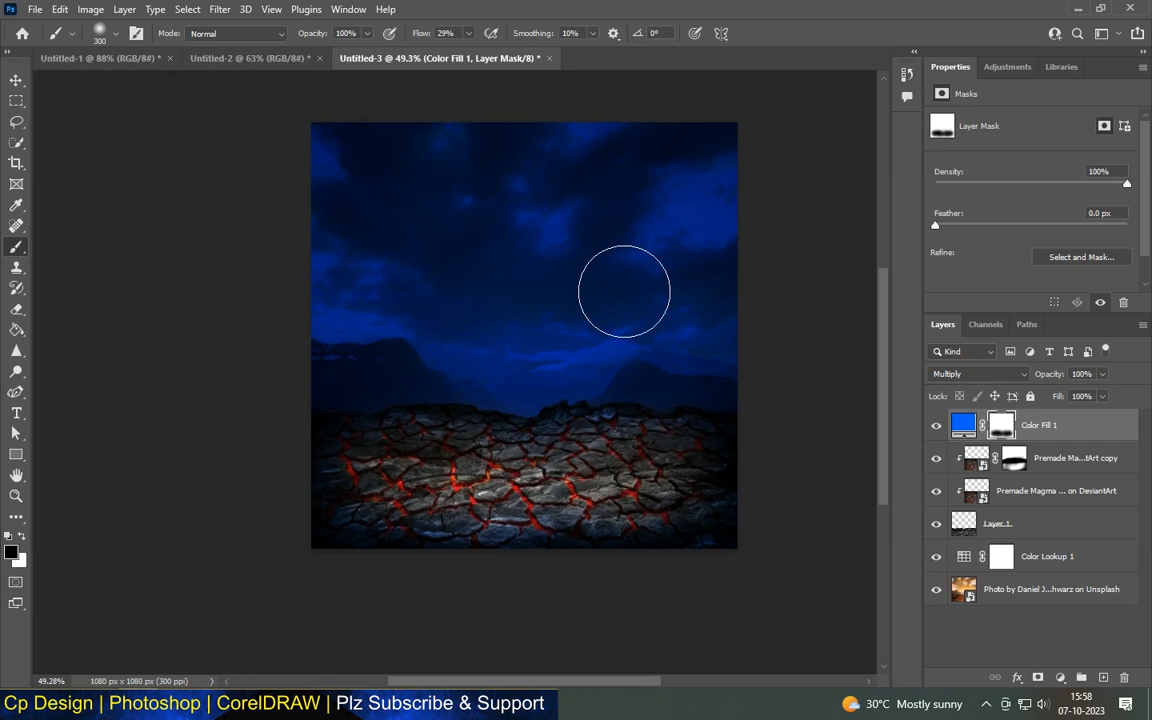 Ps File Edit Image Layer Type Select Filter 3D View Plugins Window Help
300 Mode: Normal Opacity: 100% Flow: 29% Smoothing: 10% 0°
Untitled-1 @ 88% (RGB/8#) * Untitled-2 @ 63% (RGB/8#) * Untitled-3 @ 49.3% (Color Fill 1, Layer Mask/8) *
Properties Adjustments Libraries
Masks
Layer Mask
Density: 100%
Feather: 0.0 px
Refine: Select and Mask...
Layers Channels Paths
Kind
Multiply Opacity: 100%
Lock: Fill: 100%
Color Fill 1
Premade Ma...tArt copy
Premade Magma ... on DeviantArt
Layer 1
Color Lookup 1
Photo by Daniel J...hwarz on Unsplash
49.28% 1080 px x 1080 px (300 ppi)
Cp Design | Photoshop | CorelDRAW | Plz Subscribe & Support
30°C Mostly sunny
15:58
07-10-2023